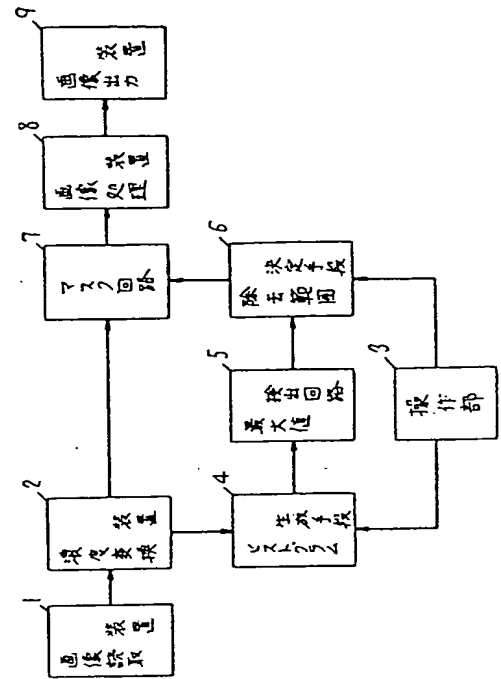 1
画像読取
装置
2
濃度変換
装置
3
操作部
4
ヒストグラム
生成手段
5
最大値
検出回路
6
除去範囲
決定手段
7
マスク回路
8
画像処理
装置
9
画像出力
装置